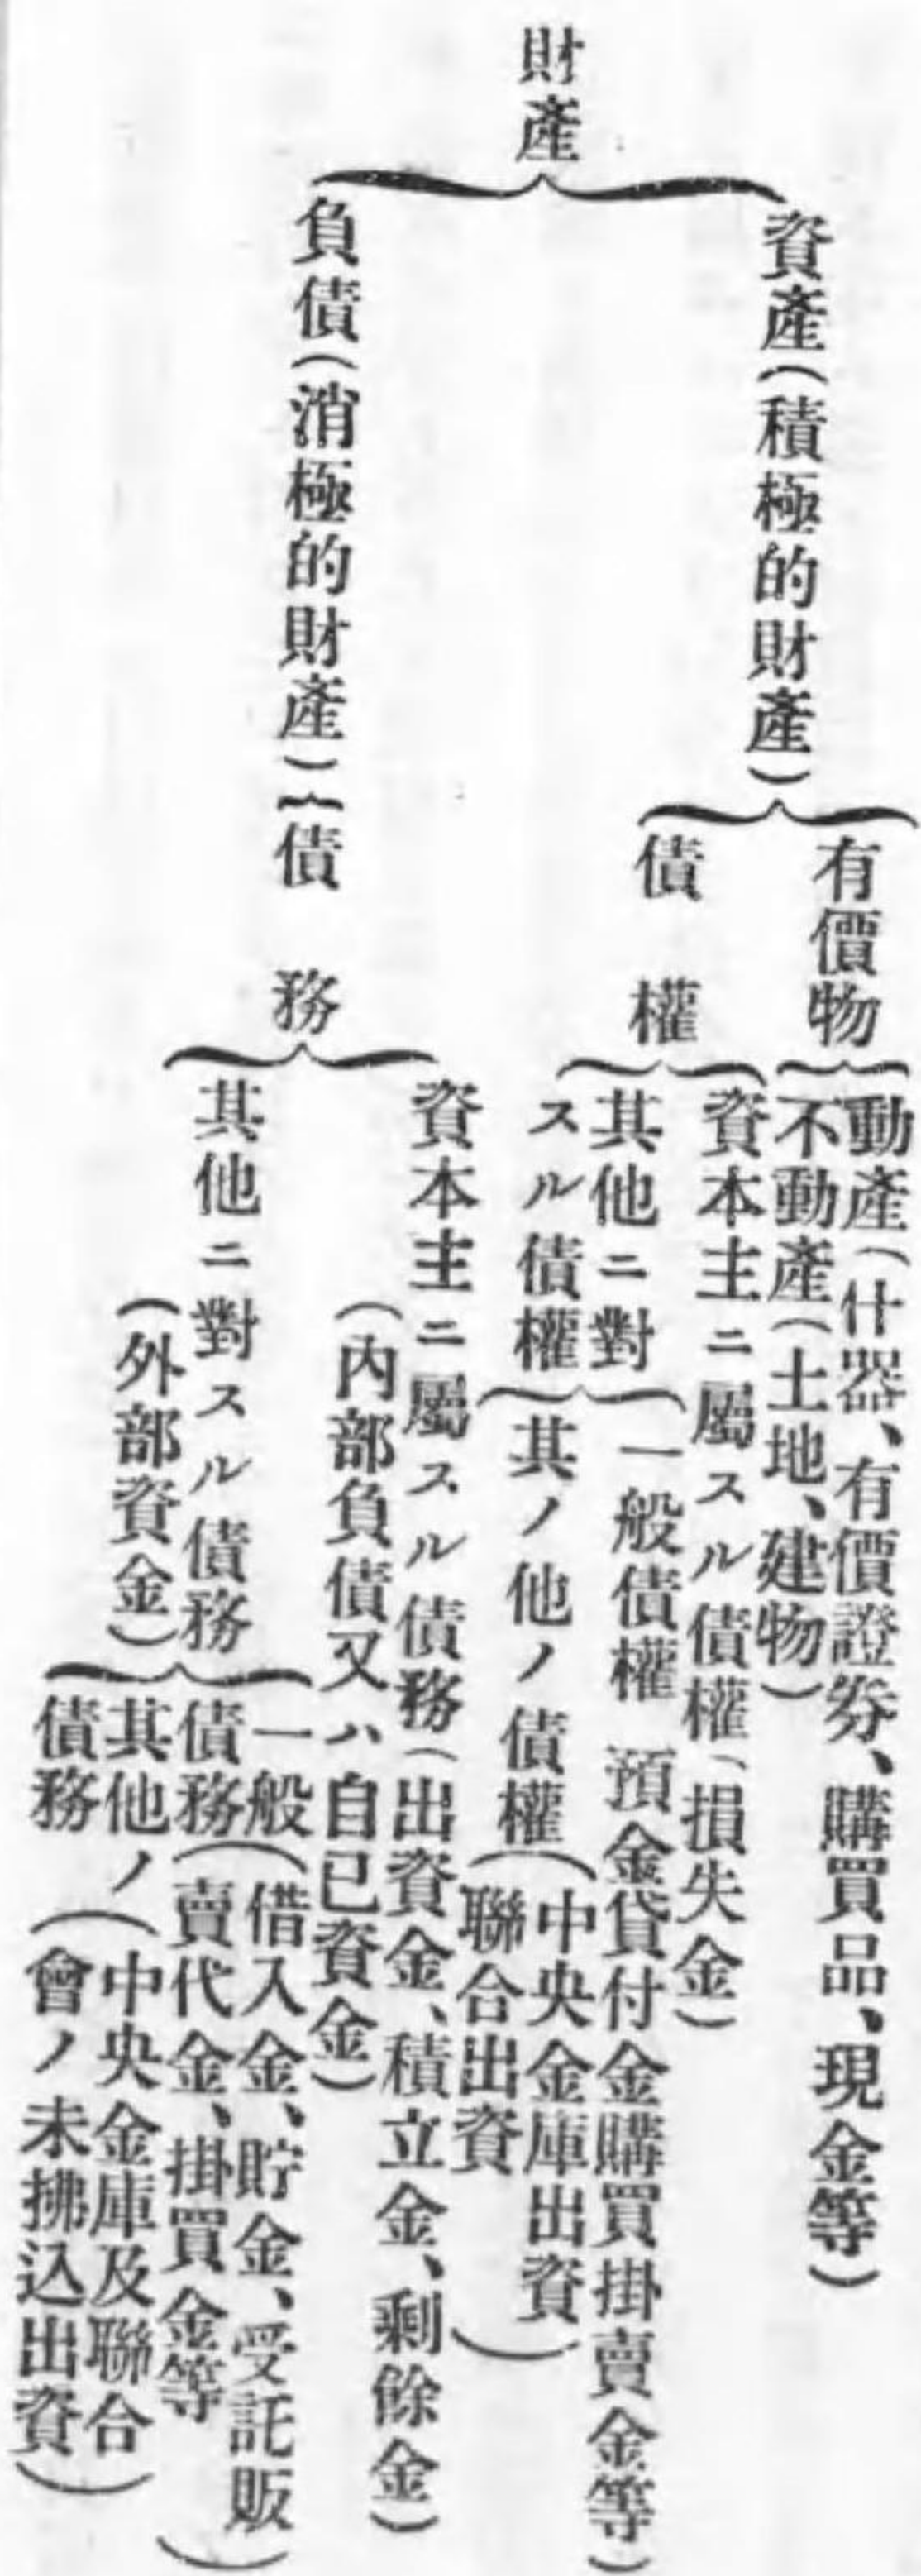 財產
資產(積極的財產)
有價物
動產(什器、有價證券、購買品、現金等)
不動產(土地、建物)
債權
資本主ニ屬スル債權(損失金)
其他ニ對
スル債權
一般債權 預金貸付金購買掛賣金等)
其ノ他ノ債權
(中央金庫出資
聯合出資)
負債(消極的財產)
債務
資本主ニ屬スル債務(出資金、積立金、剩餘金)
(內部負債又ハ自已資金)
其他ニ對スル債務
(外部資金)
一般
債務
(借入金、貯金、受託販
賣代金、掛買金等)
其他ノ
債務
(中央金庫及聯合
會ノ未拂込出資)